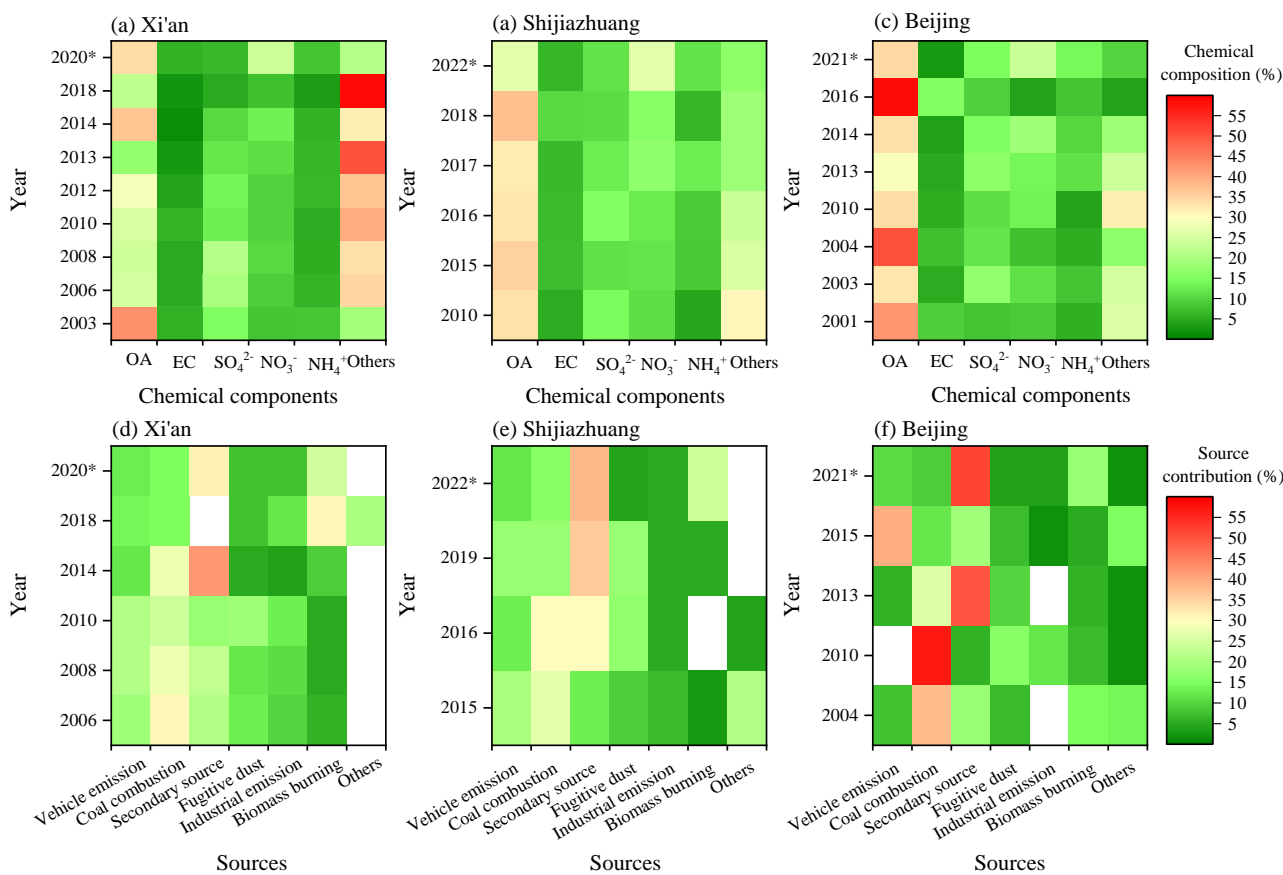 (a) Xi'an
Year
2020*
2018
2014
2013
2012
2010
2008
2006
2003
OA EC SO₄²⁻ NO₃⁻ NH₄⁺ Others
Chemical components
(a) Shijiazhuang
Year
2022*
2018
2017
2016
2015
2010
OA EC SO₄²⁻ NO₃⁻ NH₄⁺ Others
Chemical components
(c) Beijing
Year
2021*
2016
2014
2013
2010
2004
2003
2001
OA EC SO₄²⁻ NO₃⁻ NH₄⁺ Others
Chemical components
Chemical
composition (%)
55
50
45
40
35
30
25
20
15
10
5
(d) Xi'an
Year
2020*
2018
2014
2010
2008
2006
Vehicle emission
Coal combustion
Secondary source
Fugitive dust
Industrial emission
Biomass burning
Others
Sources
(e) Shijiazhuang
Year
2022*
2019
2016
2015
Vehicle emission
Coal combustion
Secondary source
Fugitive dust
Industrial emission
Biomass burning
Others
Sources
(f) Beijing
Year
2021*
2015
2013
2010
2004
Vehicle emission
Coal combustion
Secondary source
Fugitive dust
Industrial emission
Biomass burning
Others
Sources
Source
contribution (%)
55
50
45
40
35
30
25
20
15
10
5